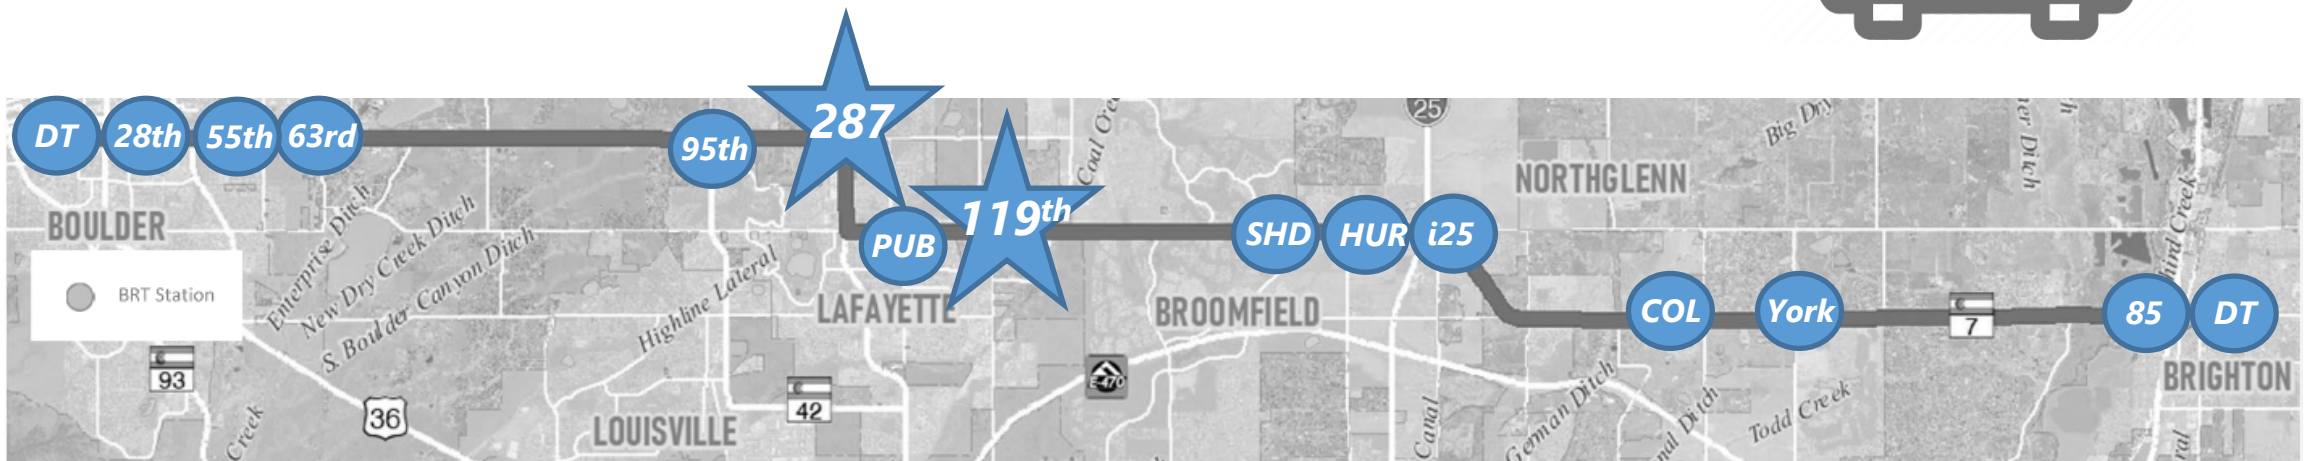 DT
28th
55th
63rd
95th
287
PUB
119th
SHD
HUR
i25
COL
York
85
DT
25
BOULDER
BRT Station
93
36
Enterprise Ditch
New Dry Creek Ditch
S. Boulder Canyon Ditch
Highline Lateral
LOUISVILLE
42
LAFAYETTE
E-470
BROOMFIELD
NORTHGLENN
Big Dry
7
German Ditch
Todd Creek
Canal
Creek
Ditch
BRIGHTON